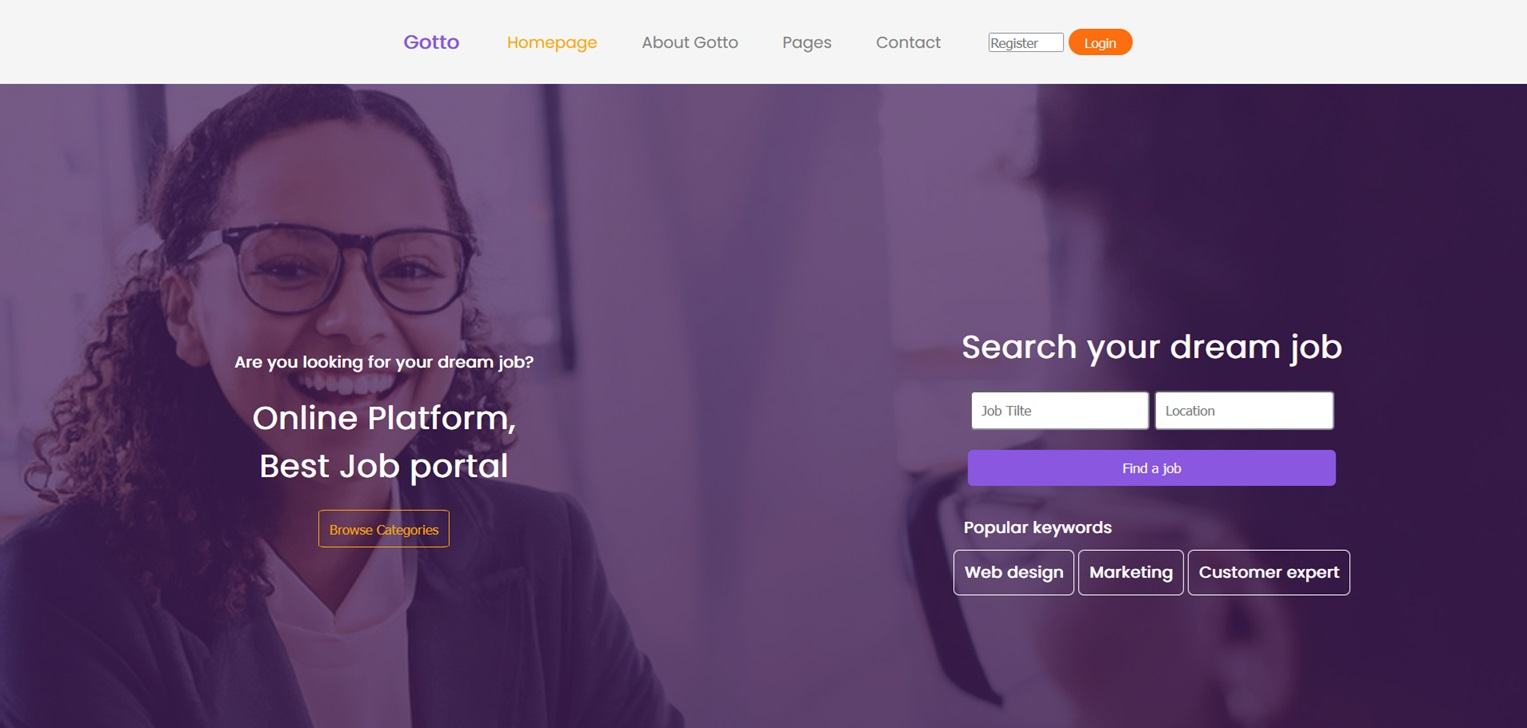 Gotto Homepage About Gotto Pages Contact Register Login
Are you looking for your dream job?
Online Platform,
Best Job portal
Browse Categories
Search your dream job
Job Tilte Location
Find a job
Popular keywords
Web design Marketing Customer expert